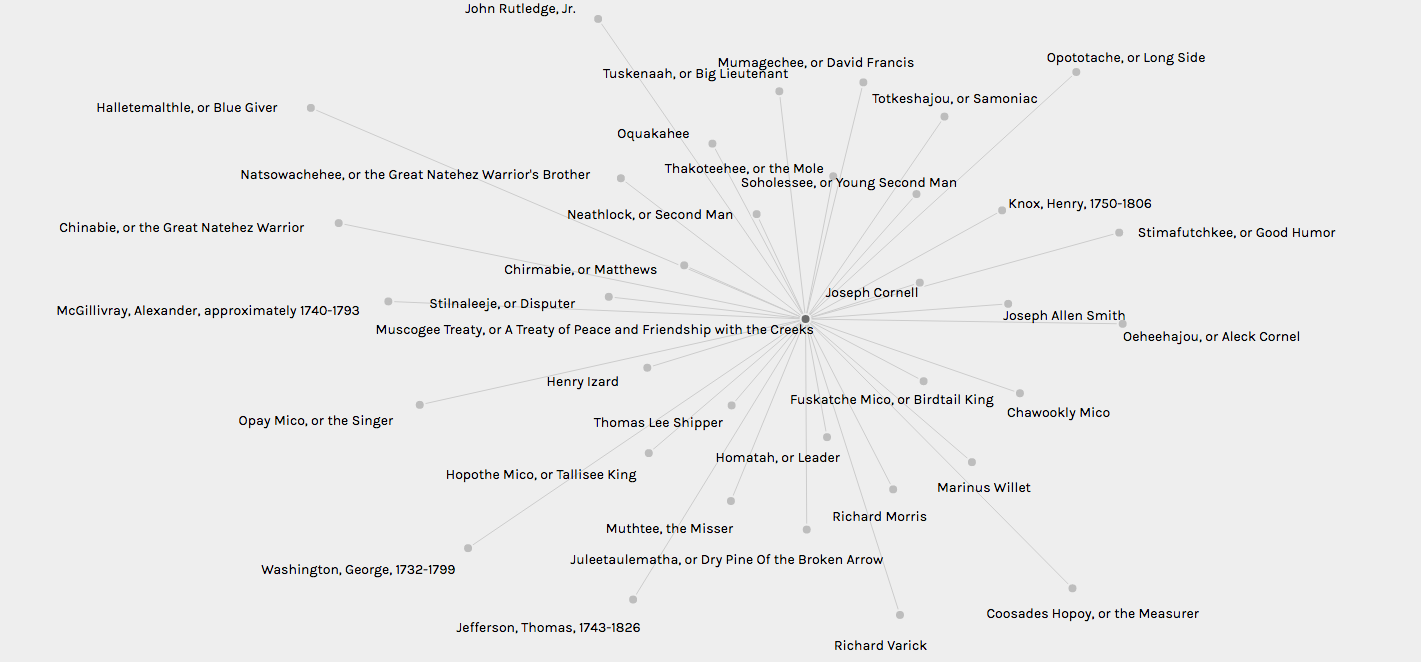 John Rutledge, Jr.
Opototache, or Long Side
Mumagechee, or David Francis
Tuskenaah, or Big Lieutenant
Totkeshajou, or Samoniac
Halletemalthle, or Blue Giver
Oquakahee
Thakoteehee, or the Mole
Natsowachehee, or the Great Natehez Warrior's Brother
Soholessee, or Young Second Man
Knox, Henry, 1750-1806
Neathlock, or Second Man
Chinabie, or the Great Natehez Warrior
Stimafutchkee, or Good Humor
Chirmabie, or Matthews
Joseph Cornell
Stilnaleeje, or Disputer
McGillivray, Alexander, approximately 1740-1793
Joseph Allen Smith
Muscogee Treaty, or A Treaty of Peace and Friendship with the Creeks
Oeheehajou, or Aleck Cornel
Henry Izard
Fuskatche Mico, or Birdtail King
Chawookly Mico
Opay Mico, or the Singer
Thomas Lee Shipper
Homatah, or Leader
Hopothe Mico, or Tallisee King
Marinus Willet
Richard Morris
Muthtee, the Misser
Juleetaulematha, or Dry Pine Of the Broken Arrow
Washington, George, 1732-1799
Coosades Hopoy, or the Measurer
Jefferson, Thomas, 1743-1826
Richard Varick